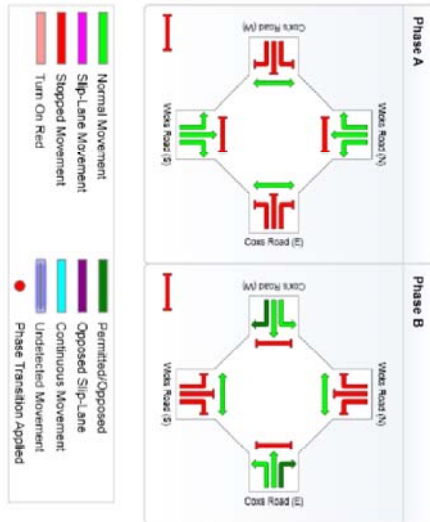 Phase A
Wicks Road (N)
Coxs Road (W)
Coxs Road (E)
Wicks Road (S)
Phase B
Wicks Road (N)
Coxs Road (W)
Coxs Road (E)
Wicks Road (S)
Normal Movement
Permitted/Opposed
Slip-Lane Movement
Opposed Slip-Lane
Stopped Movement
Continuous Movement
Turn On Red
Undetected Movement
Phase Transition Applied